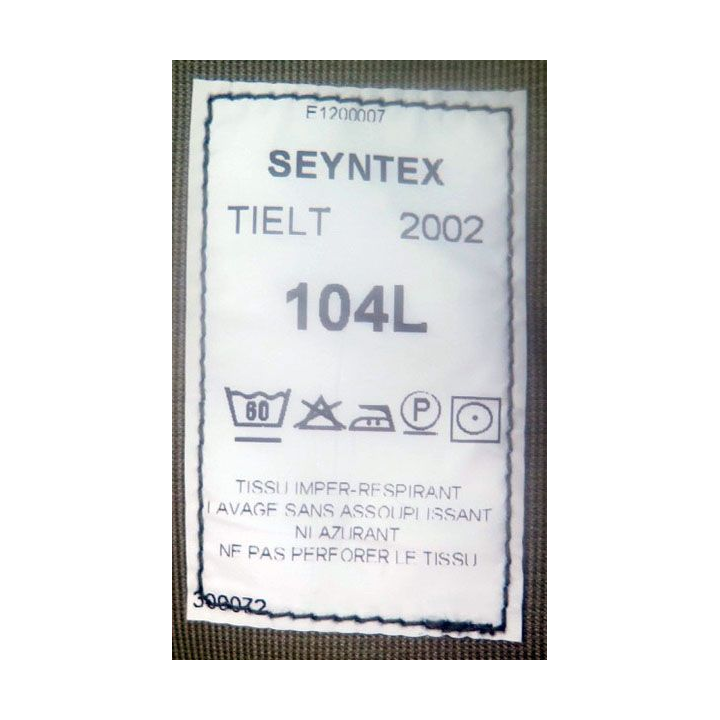 E1200007
SEYNTEX
TIELT 2002
104L
60 P
TISSU IMPER-RESPIRANT
LAVAGE SANS ASSOUPLISSANT
NI AZURANT
NE PAS PERFORER LE TISSU
300072